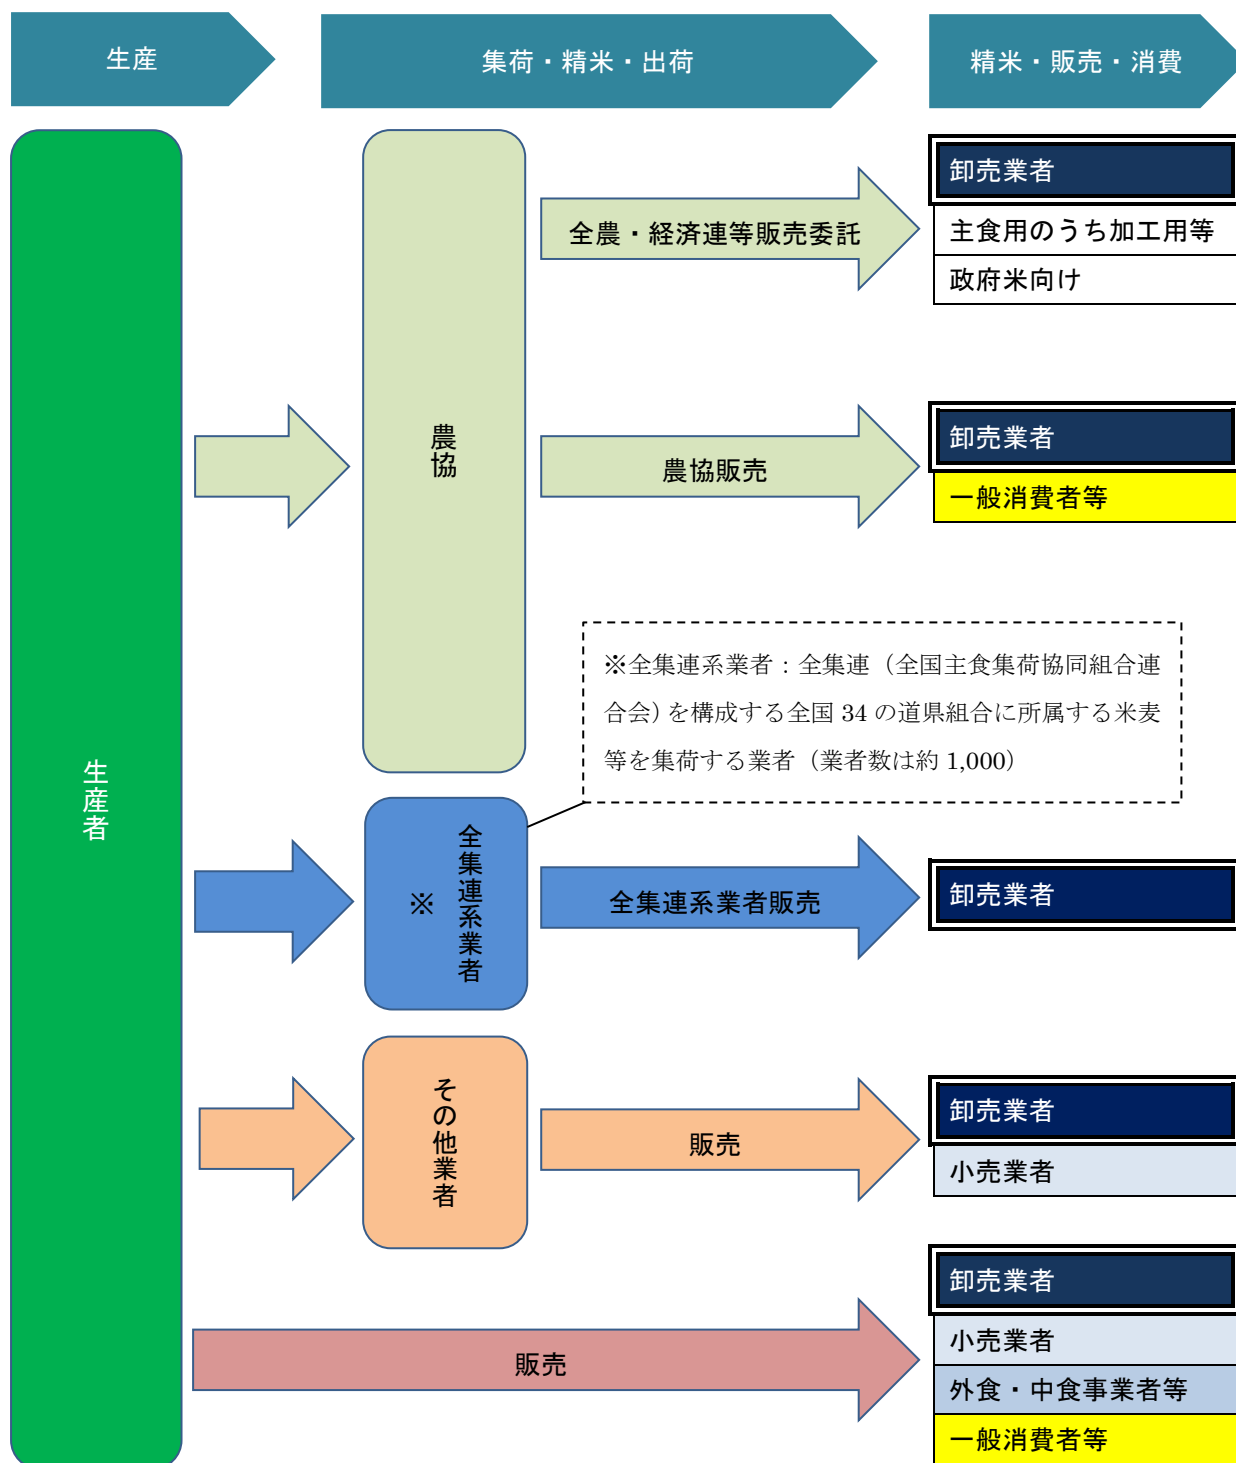 生産
集荷・精米・出荷
精米・販売・消費
生産者
農協
全農・経済連等販売委託
卸売業者
主食用のうち加工用等
政府米向け
農協販売
卸売業者
一般消費者等
※全集連系業者：全集連（全国主食集荷協同組合連
合会）を構成する全国 34 の道県組合に所属する米麦
等を集荷する業者（業者数は約 1,000）
全集連系業者
※
全集連系業者販売
卸売業者
その他業者
販売
卸売業者
小売業者
販売
卸売業者
小売業者
外食・中食事業者等
一般消費者等